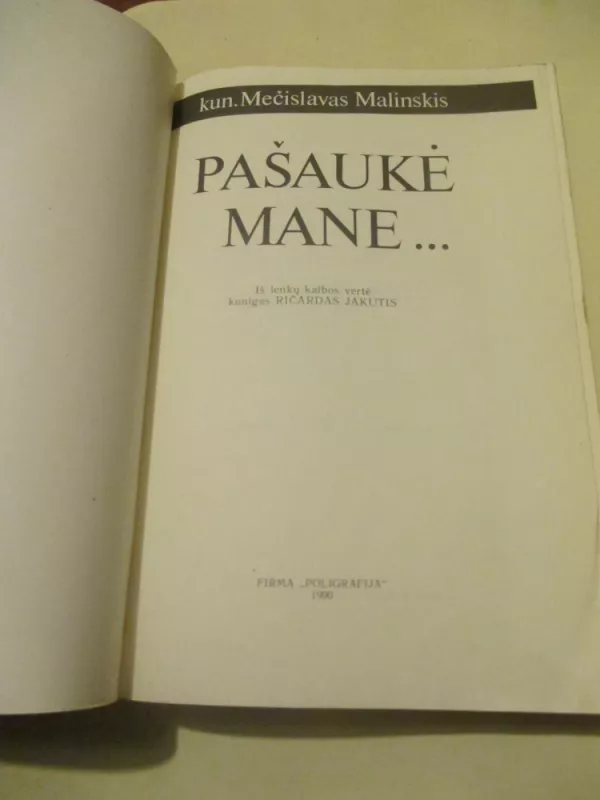 kun. Mečislavas Malinskis
PAŠAUKĖ
MANE...
Iš lenkų kalbos vertė
kunigas RIČARDAS JAKUTIS
FIRMA „POLIGRAFIJA“
1990